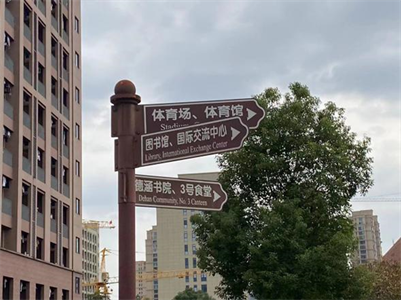 体育场、体育馆
Stadium
图书馆、国际交流中心
Library, International Exchange Center
德涵书院、3号食堂
Dehan Community, No.3 Canteen